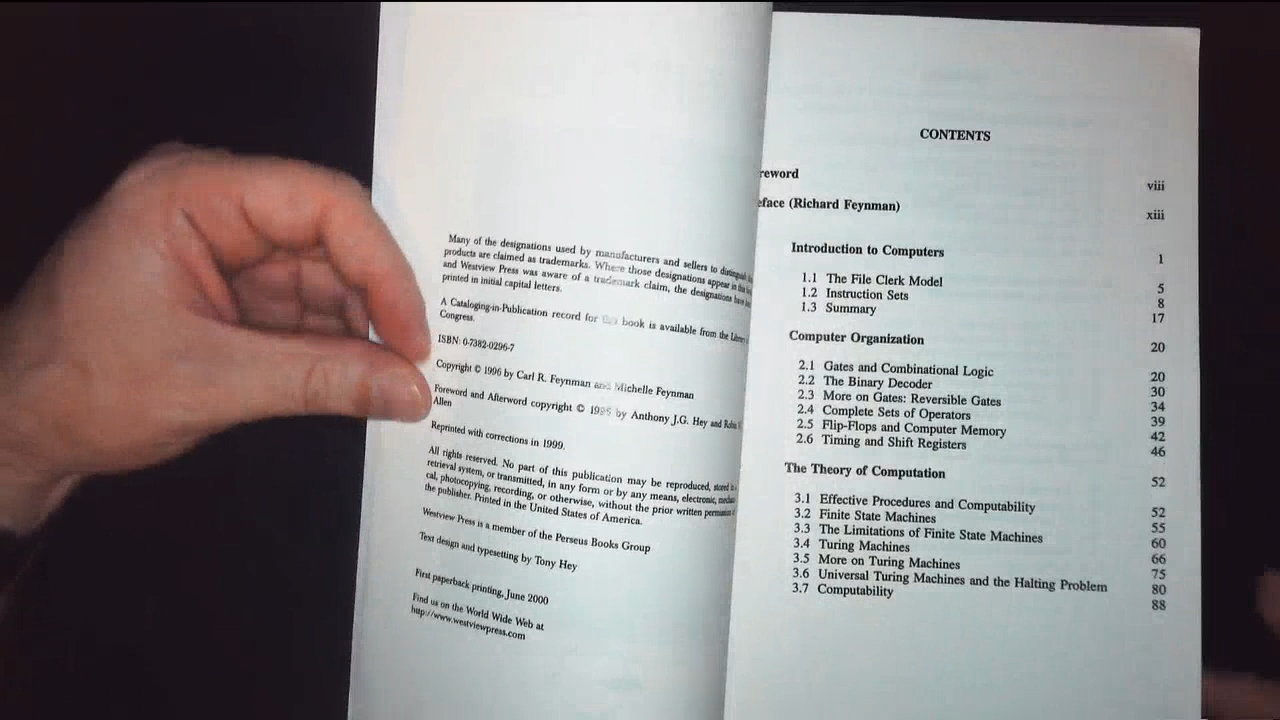 Many of the designations used by manufacturers and sellers to distinguish
products are claimed as trademarks. Where those designations appear in this
and Westview Press was aware of a trademark claim, the designations have
printed in initial capital letters.
A Cataloging-in-Publication record for this book is available from the Library
Congress.
ISBN: 0-7382-0296-7
Copyright © 1996 by Carl R. Feynman and Michelle Feynman
Foreword and Afterword copyright © 1996 by Anthony J.G. Hey and
Allen
Reprinted with corrections in 1999.
All rights reserved. No part of this publication may be reproduced, stored
retrieval system, or transmitted, in any form or by any means, electronic,
cal, photocopying, recording, or otherwise, without the prior written permission
the publisher. Printed in the United States of America.
Westview Press is a member of the Perseus Books Group
Text design and typesetting by Tony Hey
First paperback printing, June 2000
Find us on the World Wide Web at
http://www.westviewpress.com
CONTENTS
reword viii
eface (Richard Feynman) xiii
Introduction to Computers 1
1.1 The File Clerk Model 5
1.2 Instruction Sets 8
1.3 Summary 17
Computer Organization 20
2.1 Gates and Combinational Logic 20
2.2 The Binary Decoder 30
2.3 More on Gates: Reversible Gates 34
2.4 Complete Sets of Operators 39
2.5 Flip-Flops and Computer Memory 42
2.6 Timing and Shift Registers 46
The Theory of Computation 52
3.1 Effective Procedures and Computability 52
3.2 Finite State Machines 55
3.3 The Limitations of Finite State Machines 60
3.4 Turing Machines 66
3.5 More on Turing Machines 75
3.6 Universal Turing Machines and the Halting Problem 80
3.7 Computability 88